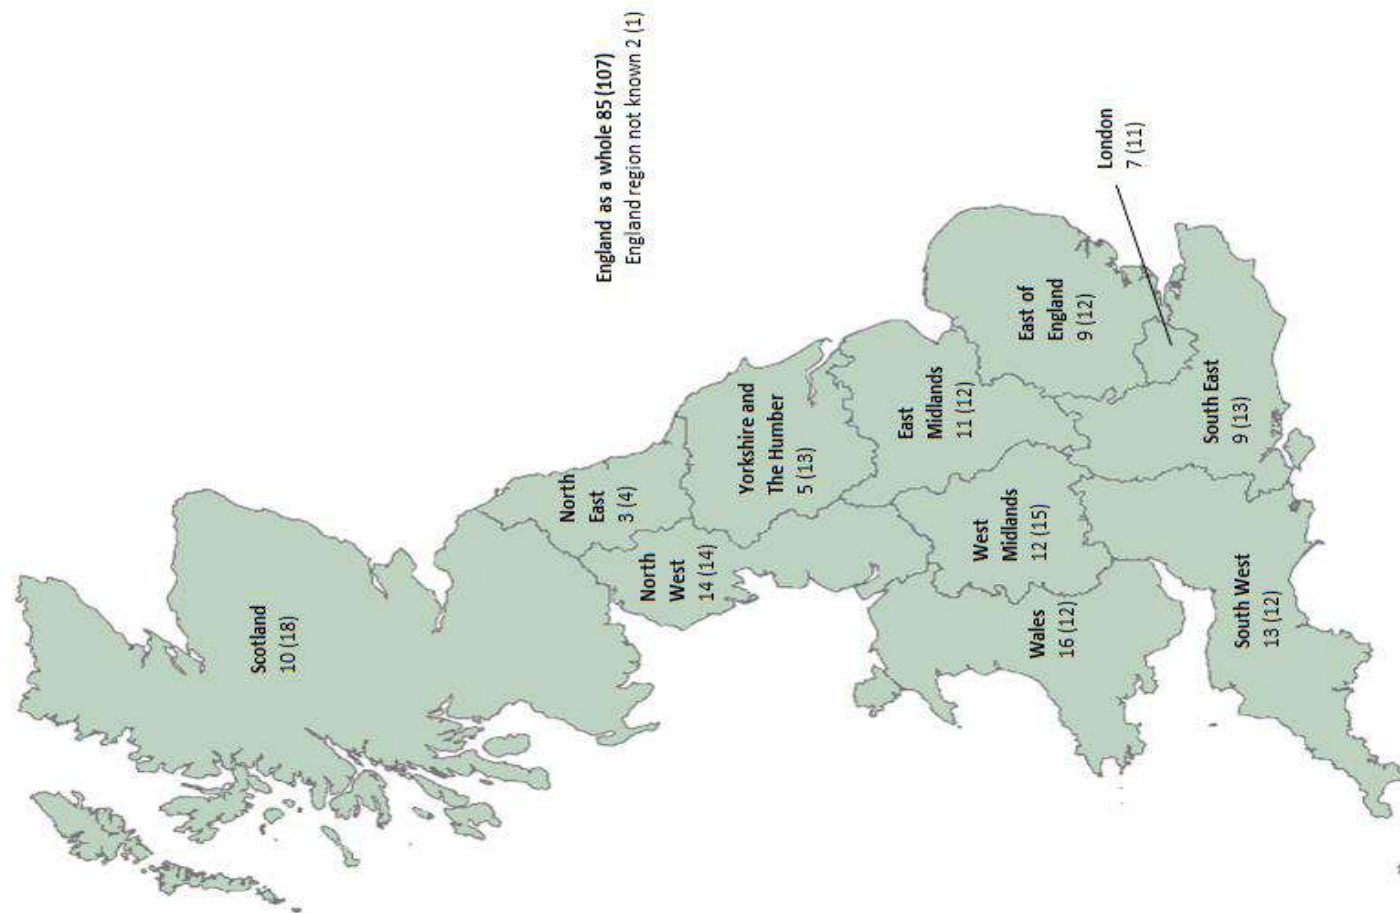 Scotland
10 (18)
England as a whole 85 (107)
England region not known 2 (1)
North
East
3 (4)
North
West
14 (14)
Yorkshire and
The Humber
5 (13)
East
Midlands
11 (12)
West
Midlands
12 (15)
East of
England
9 (12)
Wales
16 (12)
London
7 (11)
South East
9 (13)
South West
13 (12)